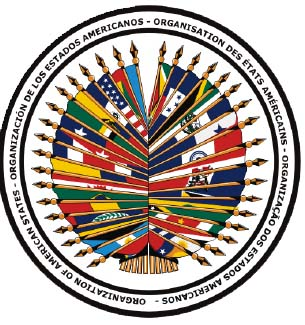 ORGANIZACIÓN DE LOS ESTADOS AMERICANOS - ORGANISATION DES ÉTATS AMÉRICAINS - ORGANIZAÇÃO DOS ESTADOS AMERICANOS - ORGANIZATION OF AMERICAN STATES -